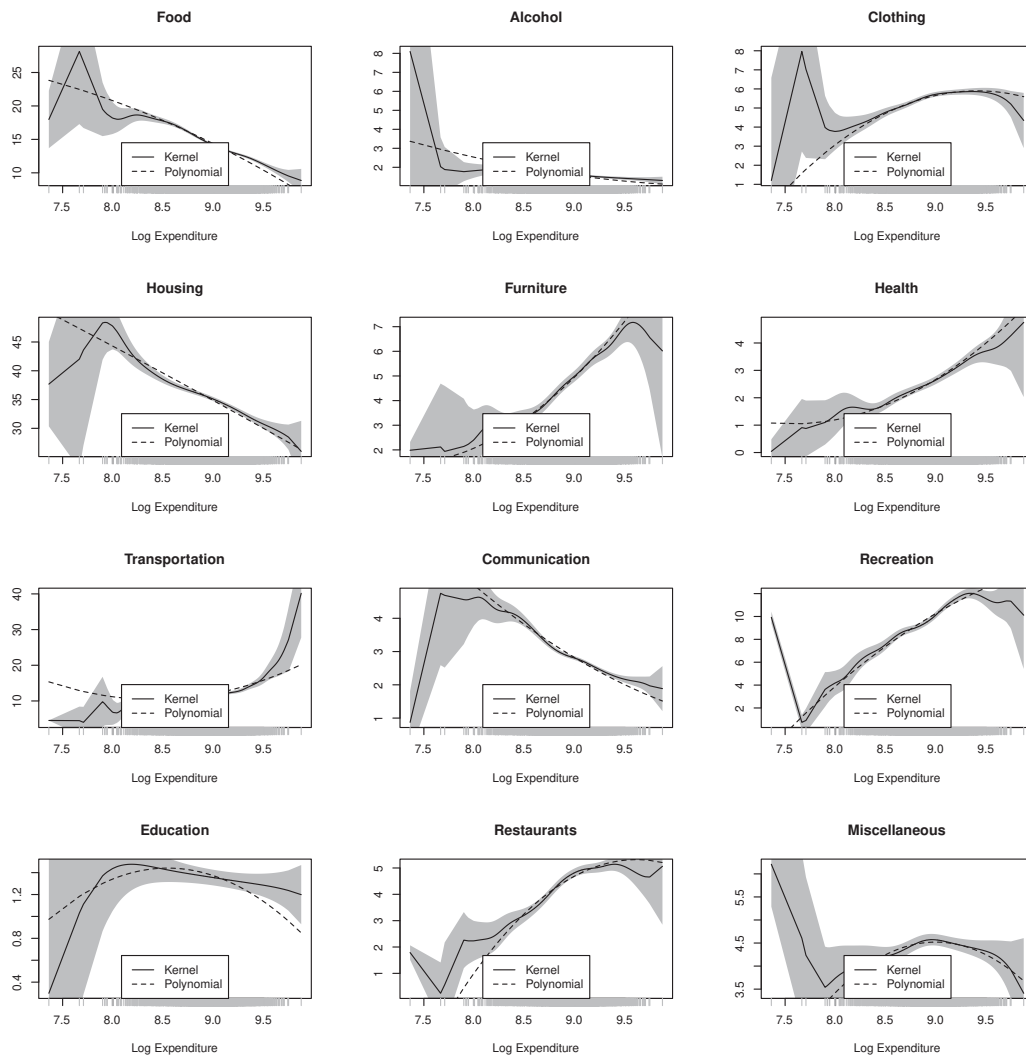 Food
25
20
15
10
Kernel
Polynomial
7.5 8.0 8.5 9.0 9.5
Log Expenditure
Alcohol
8
7
6
5
4
3
2
Kernel
Polynomial
7.5 8.0 8.5 9.0 9.5
Log Expenditure
Clothing
8
7
6
5
4
3
2
1
Kernel
Polynomial
7.5 8.0 8.5 9.0 9.5
Log Expenditure
Housing
45
40
35
30
Kernel
Polynomial
7.5 8.0 8.5 9.0 9.5
Log Expenditure
Furniture
7
6
5
4
3
2
Kernel
Polynomial
7.5 8.0 8.5 9.0 9.5
Log Expenditure
Health
4
3
2
1
0
Kernel
Polynomial
7.5 8.0 8.5 9.0 9.5
Log Expenditure
Transportation
40
30
20
10
Kernel
Polynomial
7.5 8.0 8.5 9.0 9.5
Log Expenditure
Communication
4
3
2
1
Kernel
Polynomial
7.5 8.0 8.5 9.0 9.5
Log Expenditure
Recreation
10
8
6
4
2
Kernel
Polynomial
7.5 8.0 8.5 9.0 9.5
Log Expenditure
Education
1.2
0.8
0.4
Kernel
Polynomial
7.5 8.0 8.5 9.0 9.5
Log Expenditure
Restaurants
5
4
3
2
1
Kernel
Polynomial
7.5 8.0 8.5 9.0 9.5
Log Expenditure
Miscellaneous
5.5
4.5
3.5
Kernel
Polynomial
7.5 8.0 8.5 9.0 9.5
Log Expenditure